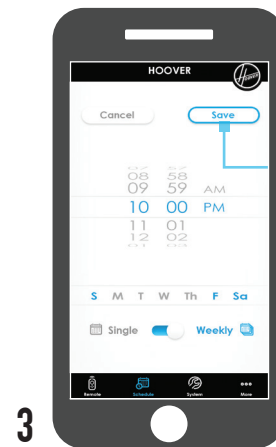 HOOVER
Hoover
Cancel Save
08 58
09 59 AM
10 00 PM
11 01
12 02
S M T W Th F Sa
Single Weekly
Remote Schedule System More
3